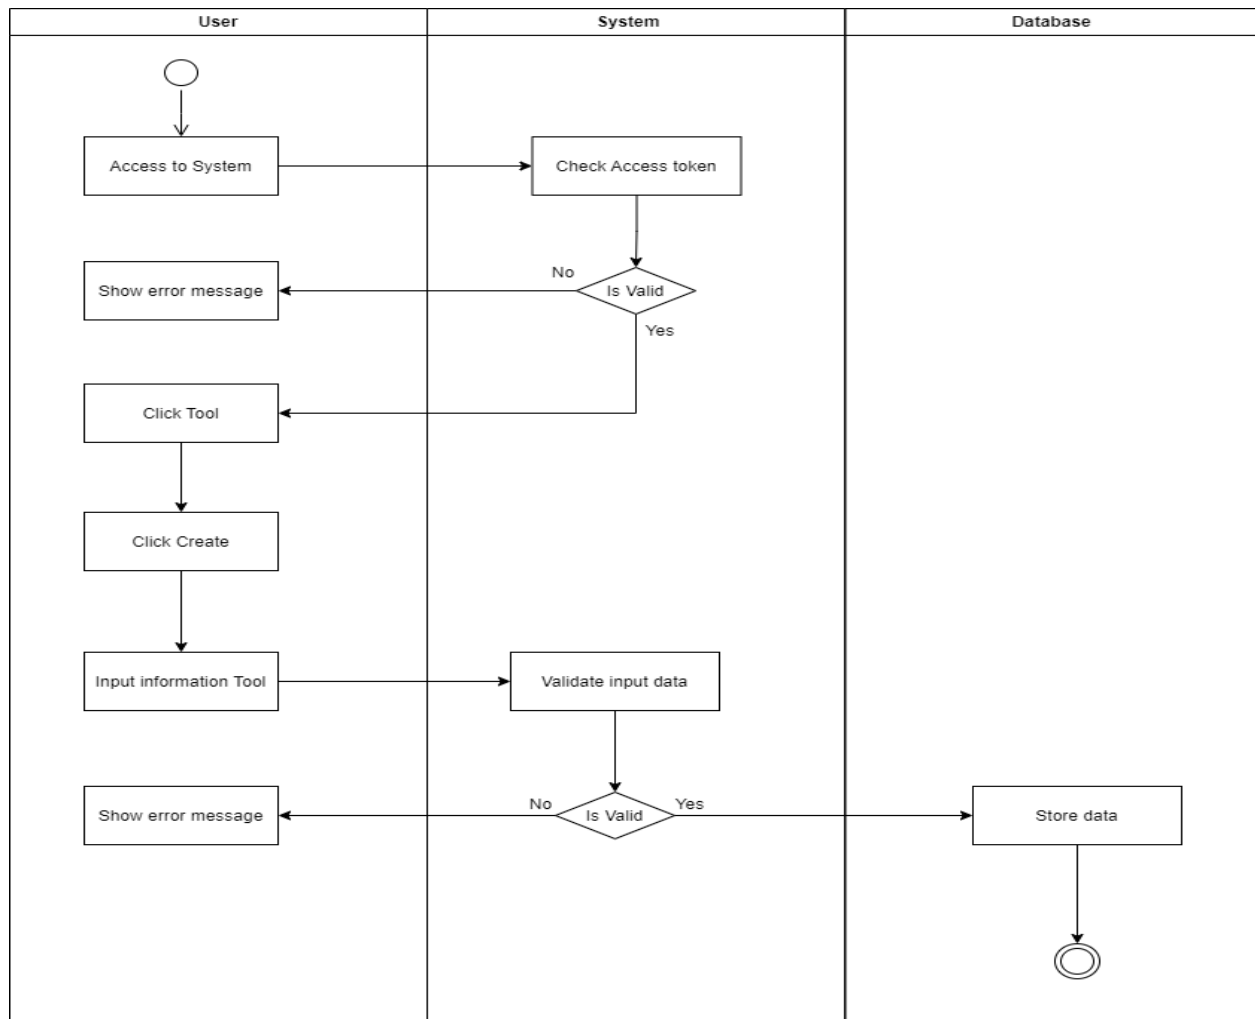 User
System
Database
Access to System
Check Access token
No
Is Valid
Show error message
Yes
Click Tool
Click Create
Input information Tool
Validate input data
No
Yes
Show error message
Is Valid
Store data